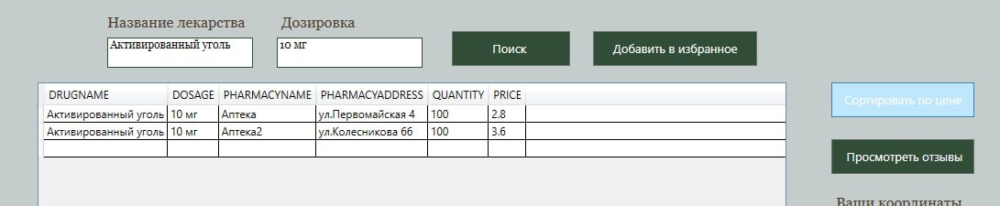 Название лекарства Дозировка
Активированный уголь 10 мг Поиск Добавить в избранное
DRUGNAME DOSAGE PHARMACYNAME PHARMACYADDRESS QUANTITY PRICE
Сортировать по цене
Активированный уголь 10 мг Аптека ул.Первомайская 4 100 2.8
Активированный уголь 10 мг Аптека2 ул.Колесникова 66 100 3.6
Просмотреть отзывы
Ваши координаты